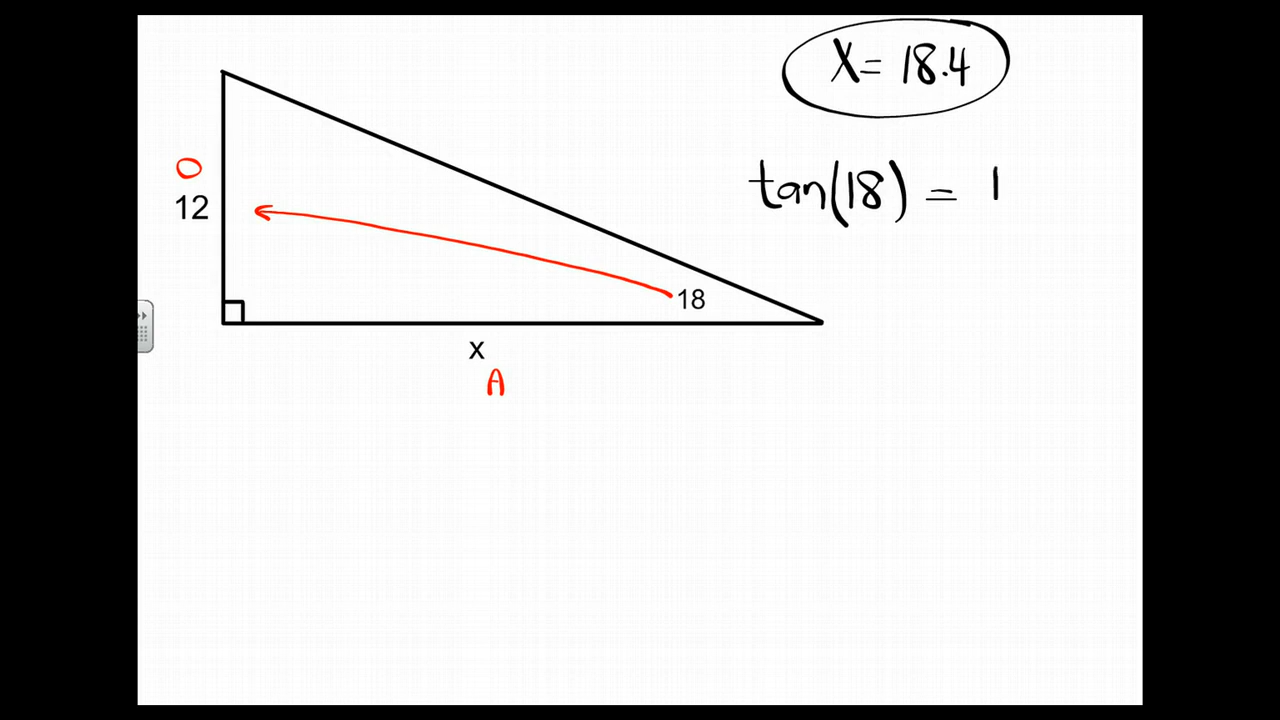 X = 18.4
tan(18) = 1
O
12
18
x
A